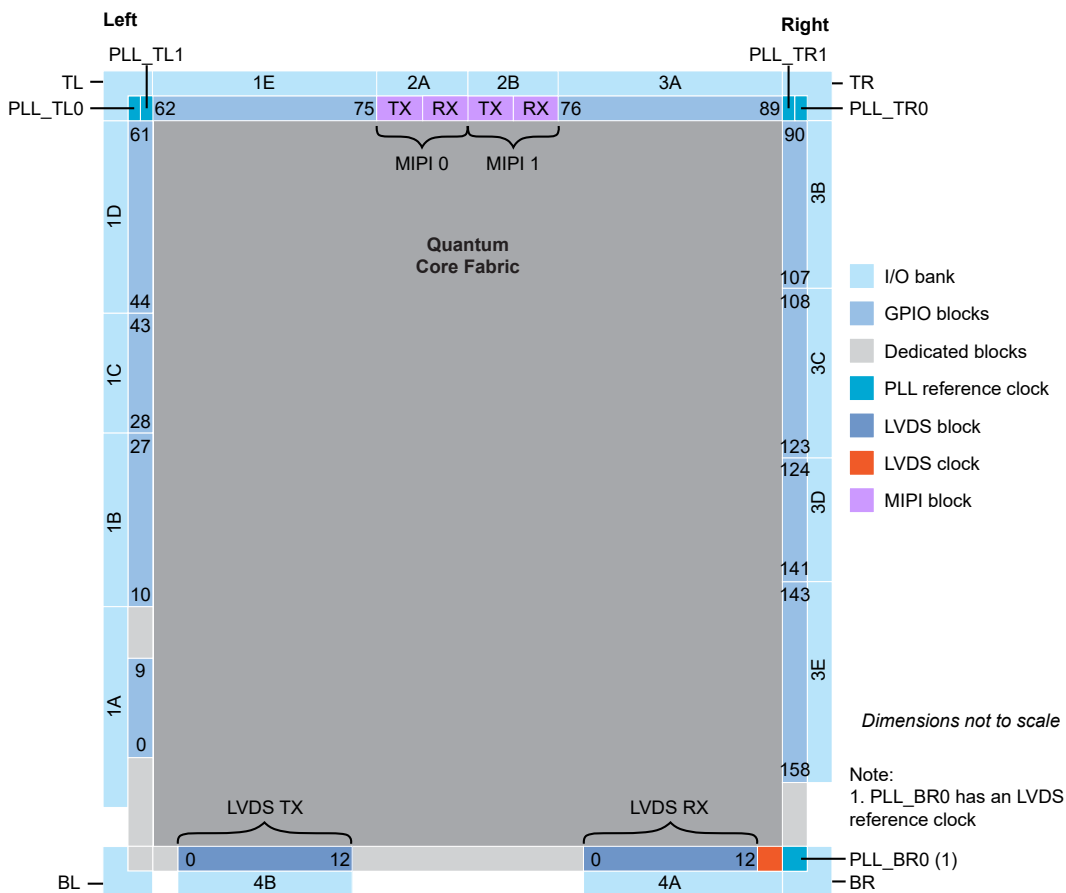 Left
Right
PLL_TL1
PLL_TR1
TL
1E
2A
2B
3A
TR
PLL_TL0
62
75
TX
RX
TX
RX
76
89
PLL_TR0
61
90
MIPI 0
MIPI 1
1D
3B
Quantum
Core Fabric
107
I/O bank
44
108
GPIO blocks
43
Dedicated blocks
1C
3C
PLL reference clock
28
LVDS block
27
123
LVDS clock
124
3D
MIPI block
1B
141
10
143
9
3E
1A
Dimensions not to scale
0
158
Note:
1. PLL_BR0 has an LVDS
reference clock
LVDS TX
LVDS RX
0
12
0
12
PLL_BR0 (1)
BL
4B
4A
BR